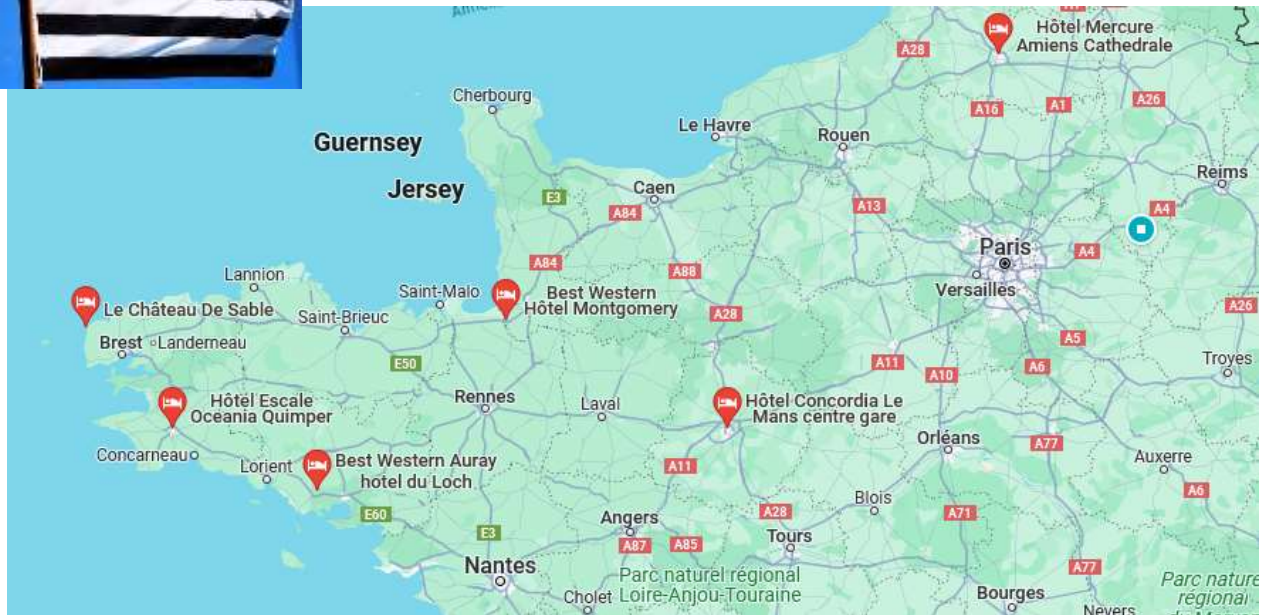 Hôtel Mercure
Amiens Cathedrale
A28
A26
A16
A1
Cherbourg
Le Havre
Rouen
Guernsey
Jersey
Reims
Caen
E3
A84
A13
A4
Paris
A4
Versailles
A84
A88
Lannion
Saint-Malo
Best Western
Hôtel Montgomery
Le Château De Sable
Saint-Brieuc
A28
A26
Brest
Landerneau
A5
E50
A11
A10
A6
Troyes
Hôtel Escale
Oceania Quimper
Rennes
Laval
Hôtel Concordia Le
Mans centre gare
Orléans
A77
Concarneau
Lorient
Best Western Auray
hotel du Loch
A11
Auxerre
A6
Blois
E60
Angers
A28
A71
E3
Tours
A87
A85
Nantes
Parc naturel régional
Loire-Anjou-Touraine
A77
Cholet
Bourges
Parc nature
régional
Nevers